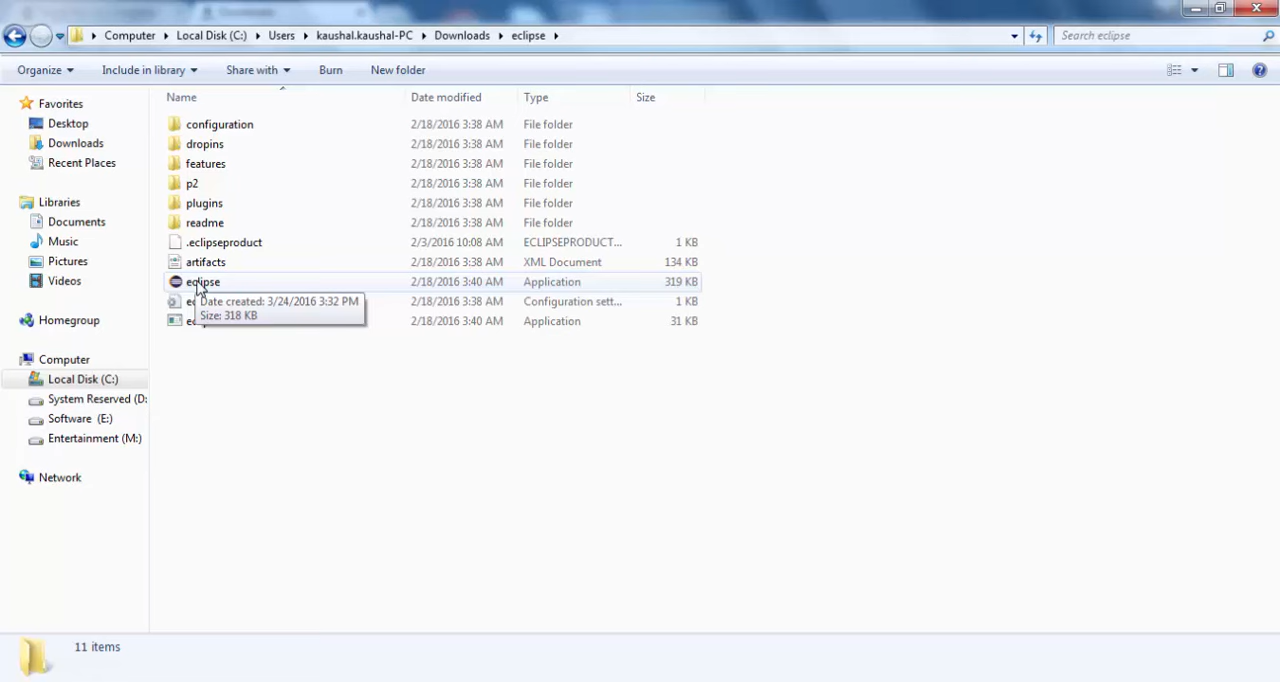 Computer Local Disk (C:) Users kaushal.kaushal-PC Downloads eclipse
Search eclipse
Organize Include in library Share with Burn New folder
Name Date modified Type Size
Favorites
Desktop
Downloads
Recent Places
Libraries
Documents
Music
Pictures
Videos
Homegroup
Computer
Local Disk (C:)
System Reserved (D:
Software (E:)
Entertainment (M:)
Network
configuration 2/18/2016 3:38 AM File folder
dropins 2/18/2016 3:38 AM File folder
features 2/18/2016 3:38 AM File folder
p2 2/18/2016 3:38 AM File folder
plugins 2/18/2016 3:38 AM File folder
readme 2/18/2016 3:38 AM File folder
.eclipseproduct 2/3/2016 10:08 AM ECLIPSEPRODUCT... 1 KB
artifacts 2/18/2016 3:38 AM XML Document 134 KB
eclipse 2/18/2016 3:40 AM Application 319 KB
2/18/2016 3:38 AM Configuration sett... 1 KB
2/18/2016 3:40 AM Application 31 KB
Date created: 3/24/2016 3:32 PM
Size: 318 KB
11 items